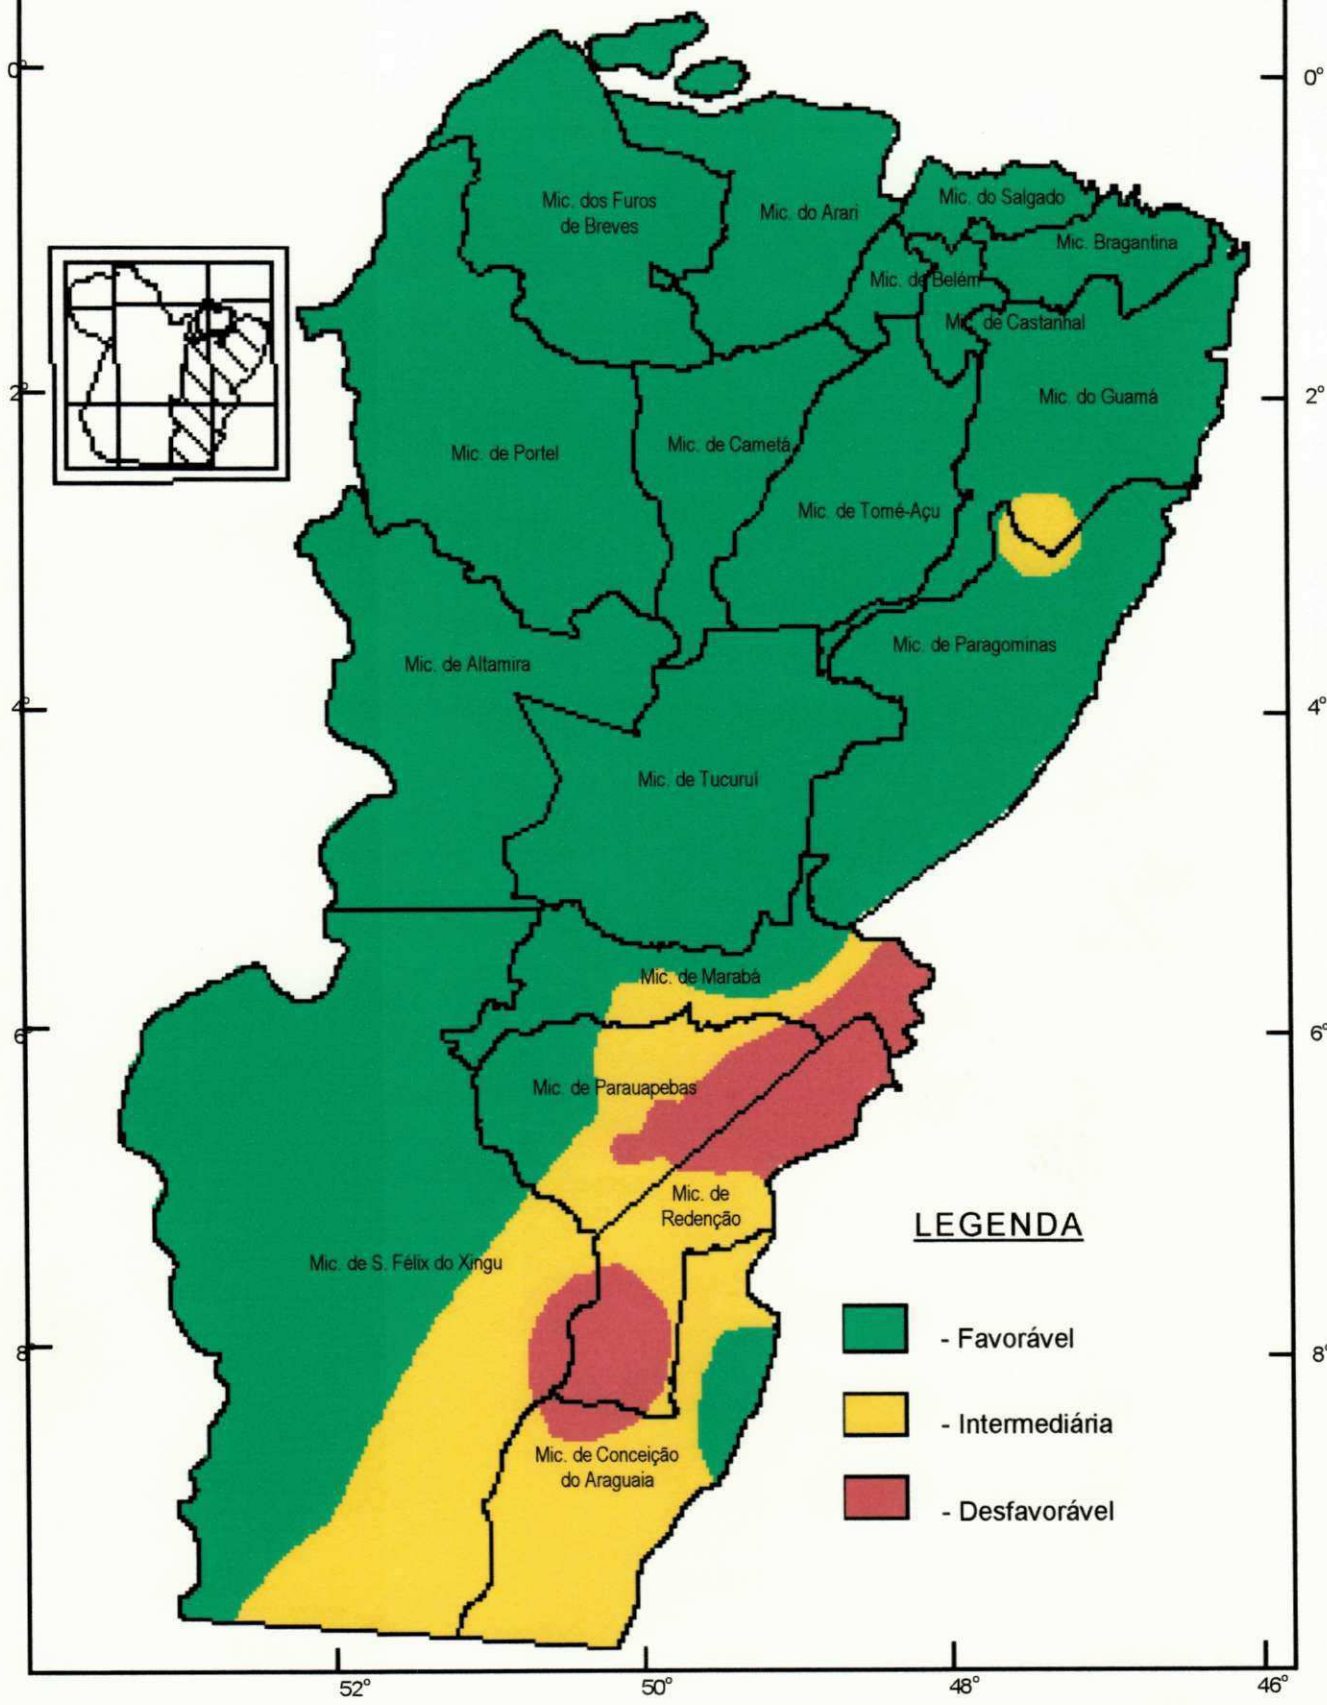 0°
0°
Mic. dos Furos
de Breves
Mic. do Arari
Mic. do Salgado
Mic. Bragantina
Mic. de Belém
Mic. de Castanhal
2°
2°
Mic. do Guamá
Mic. de Portel
Mic. de Cametá
Mic. de Tomé-Açu
Mic. de Paragominas
Mic. de Altamira
4°
4°
Mic. de Tucuruí
Mic. de Marabá
6°
6°
Mic. de Parauapebas
Mic. de
Redenção
LEGENDA
Mic. de S. Félix do Xingu
- Favorável
8°
8°
- Intermediária
Mic. de Conceição
do Araguaia
- Desfavorável
52°
50°
48°
46°